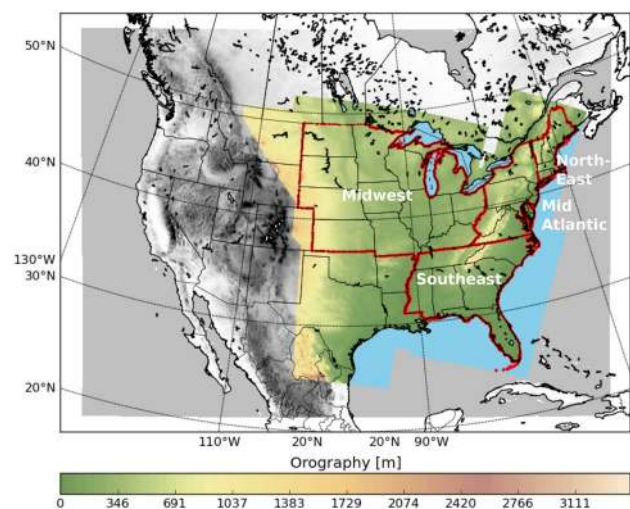 50°N
40°N
130°W
30°N
20°N
North-
East
Midwest
Mid
Atlantic
Southeast
110°W 20°N 20°N 90°W
Orography [m]
0 346 691 1037 1383 1729 2074 2420 2766 3111